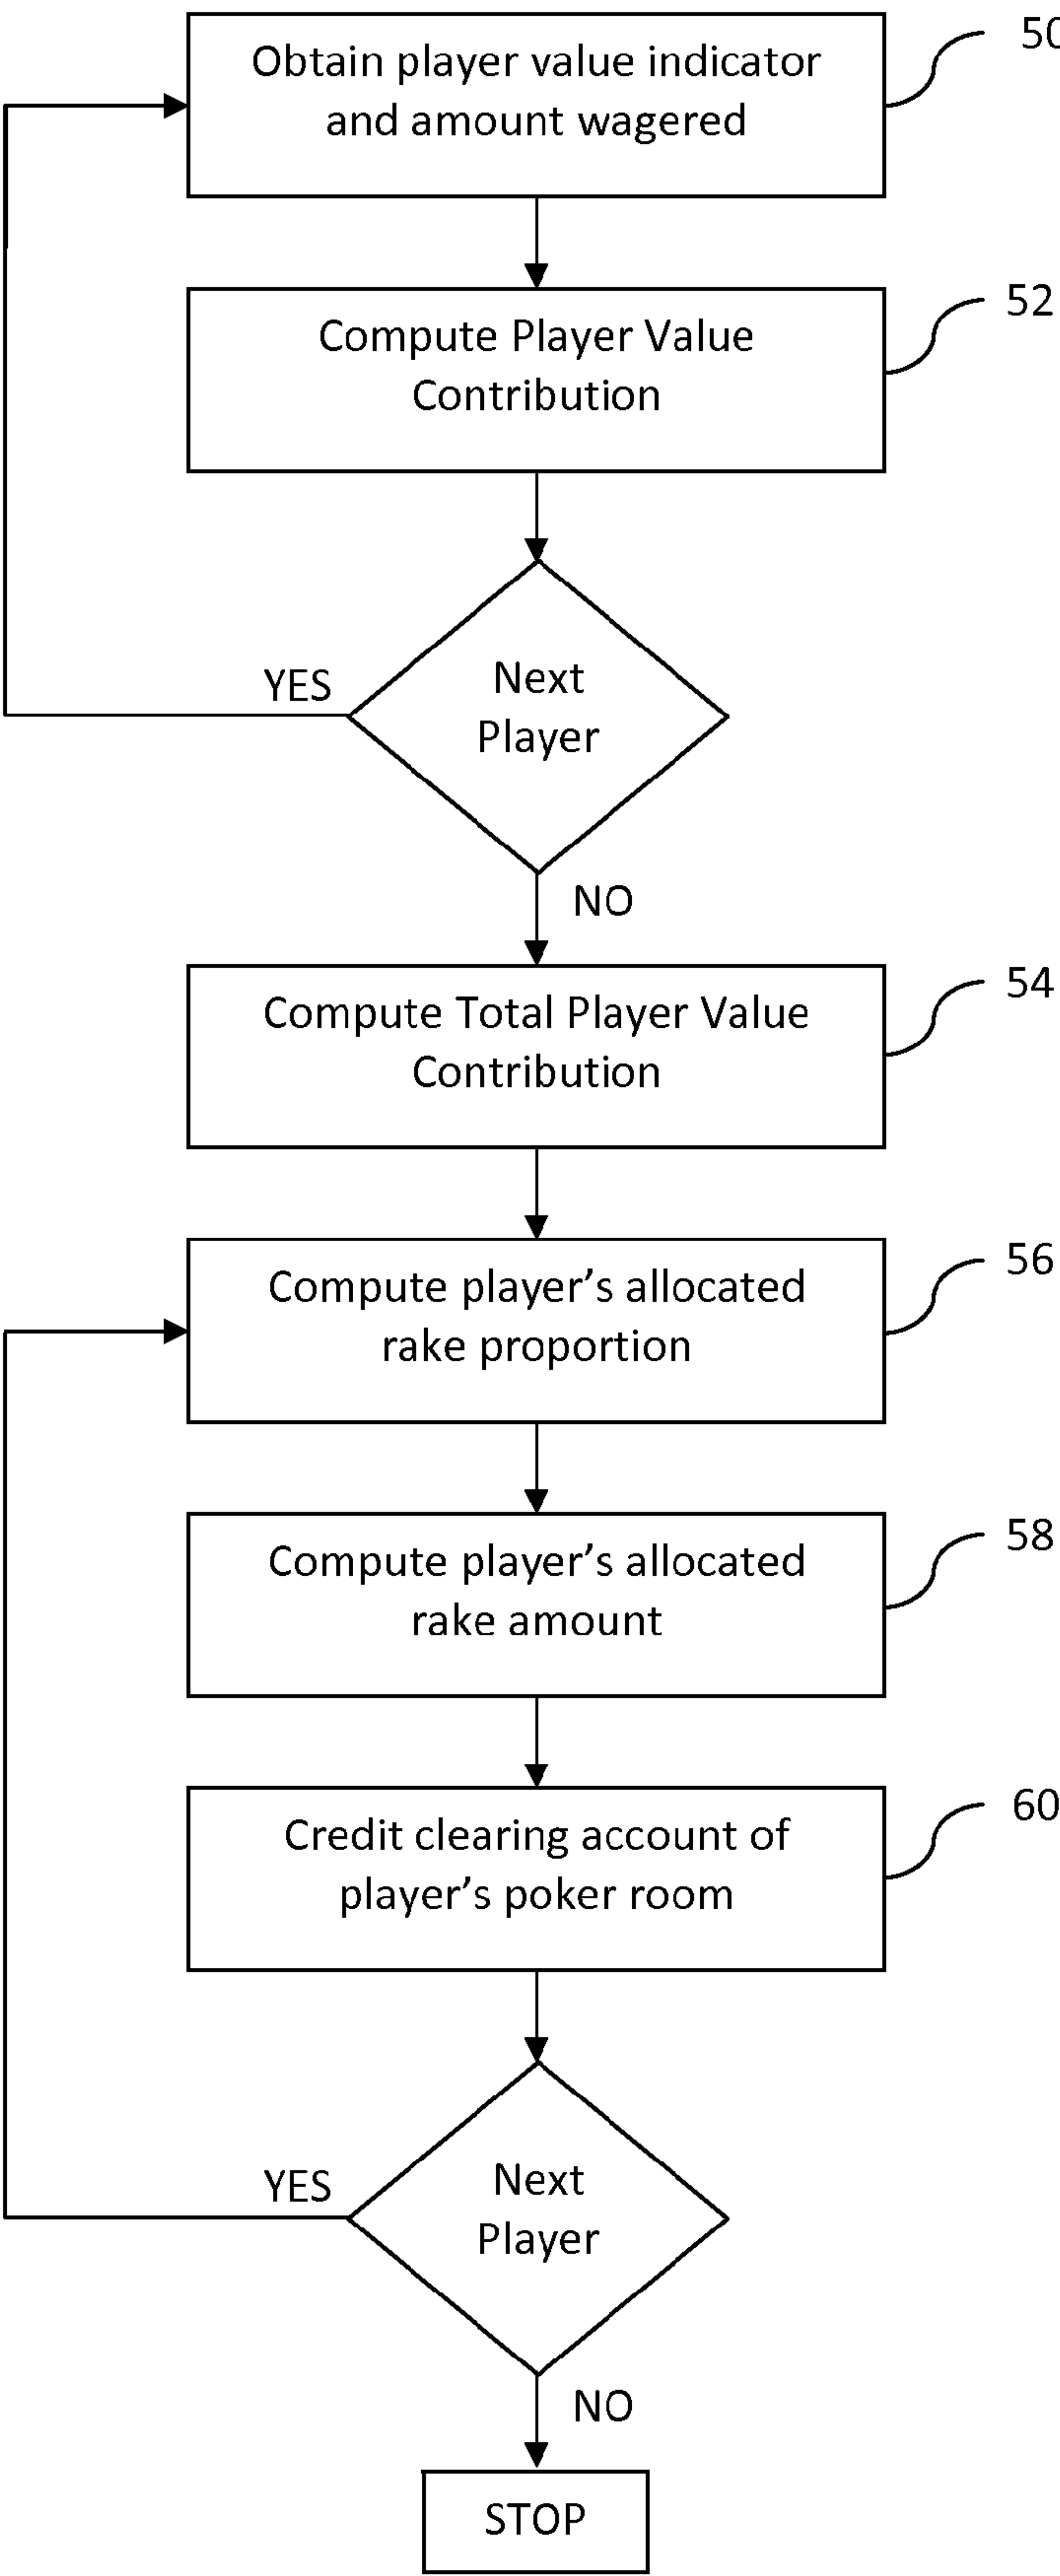 Obtain player value indicator
and amount wagered
50
Compute Player Value
Contribution
52
Next
Player
YES
NO
Compute Total Player Value
Contribution
54
Compute player’s allocated
rake proportion
56
Compute player’s allocated
rake amount
58
Credit clearing account of
player’s poker room
60
Next
Player
YES
NO
STOP